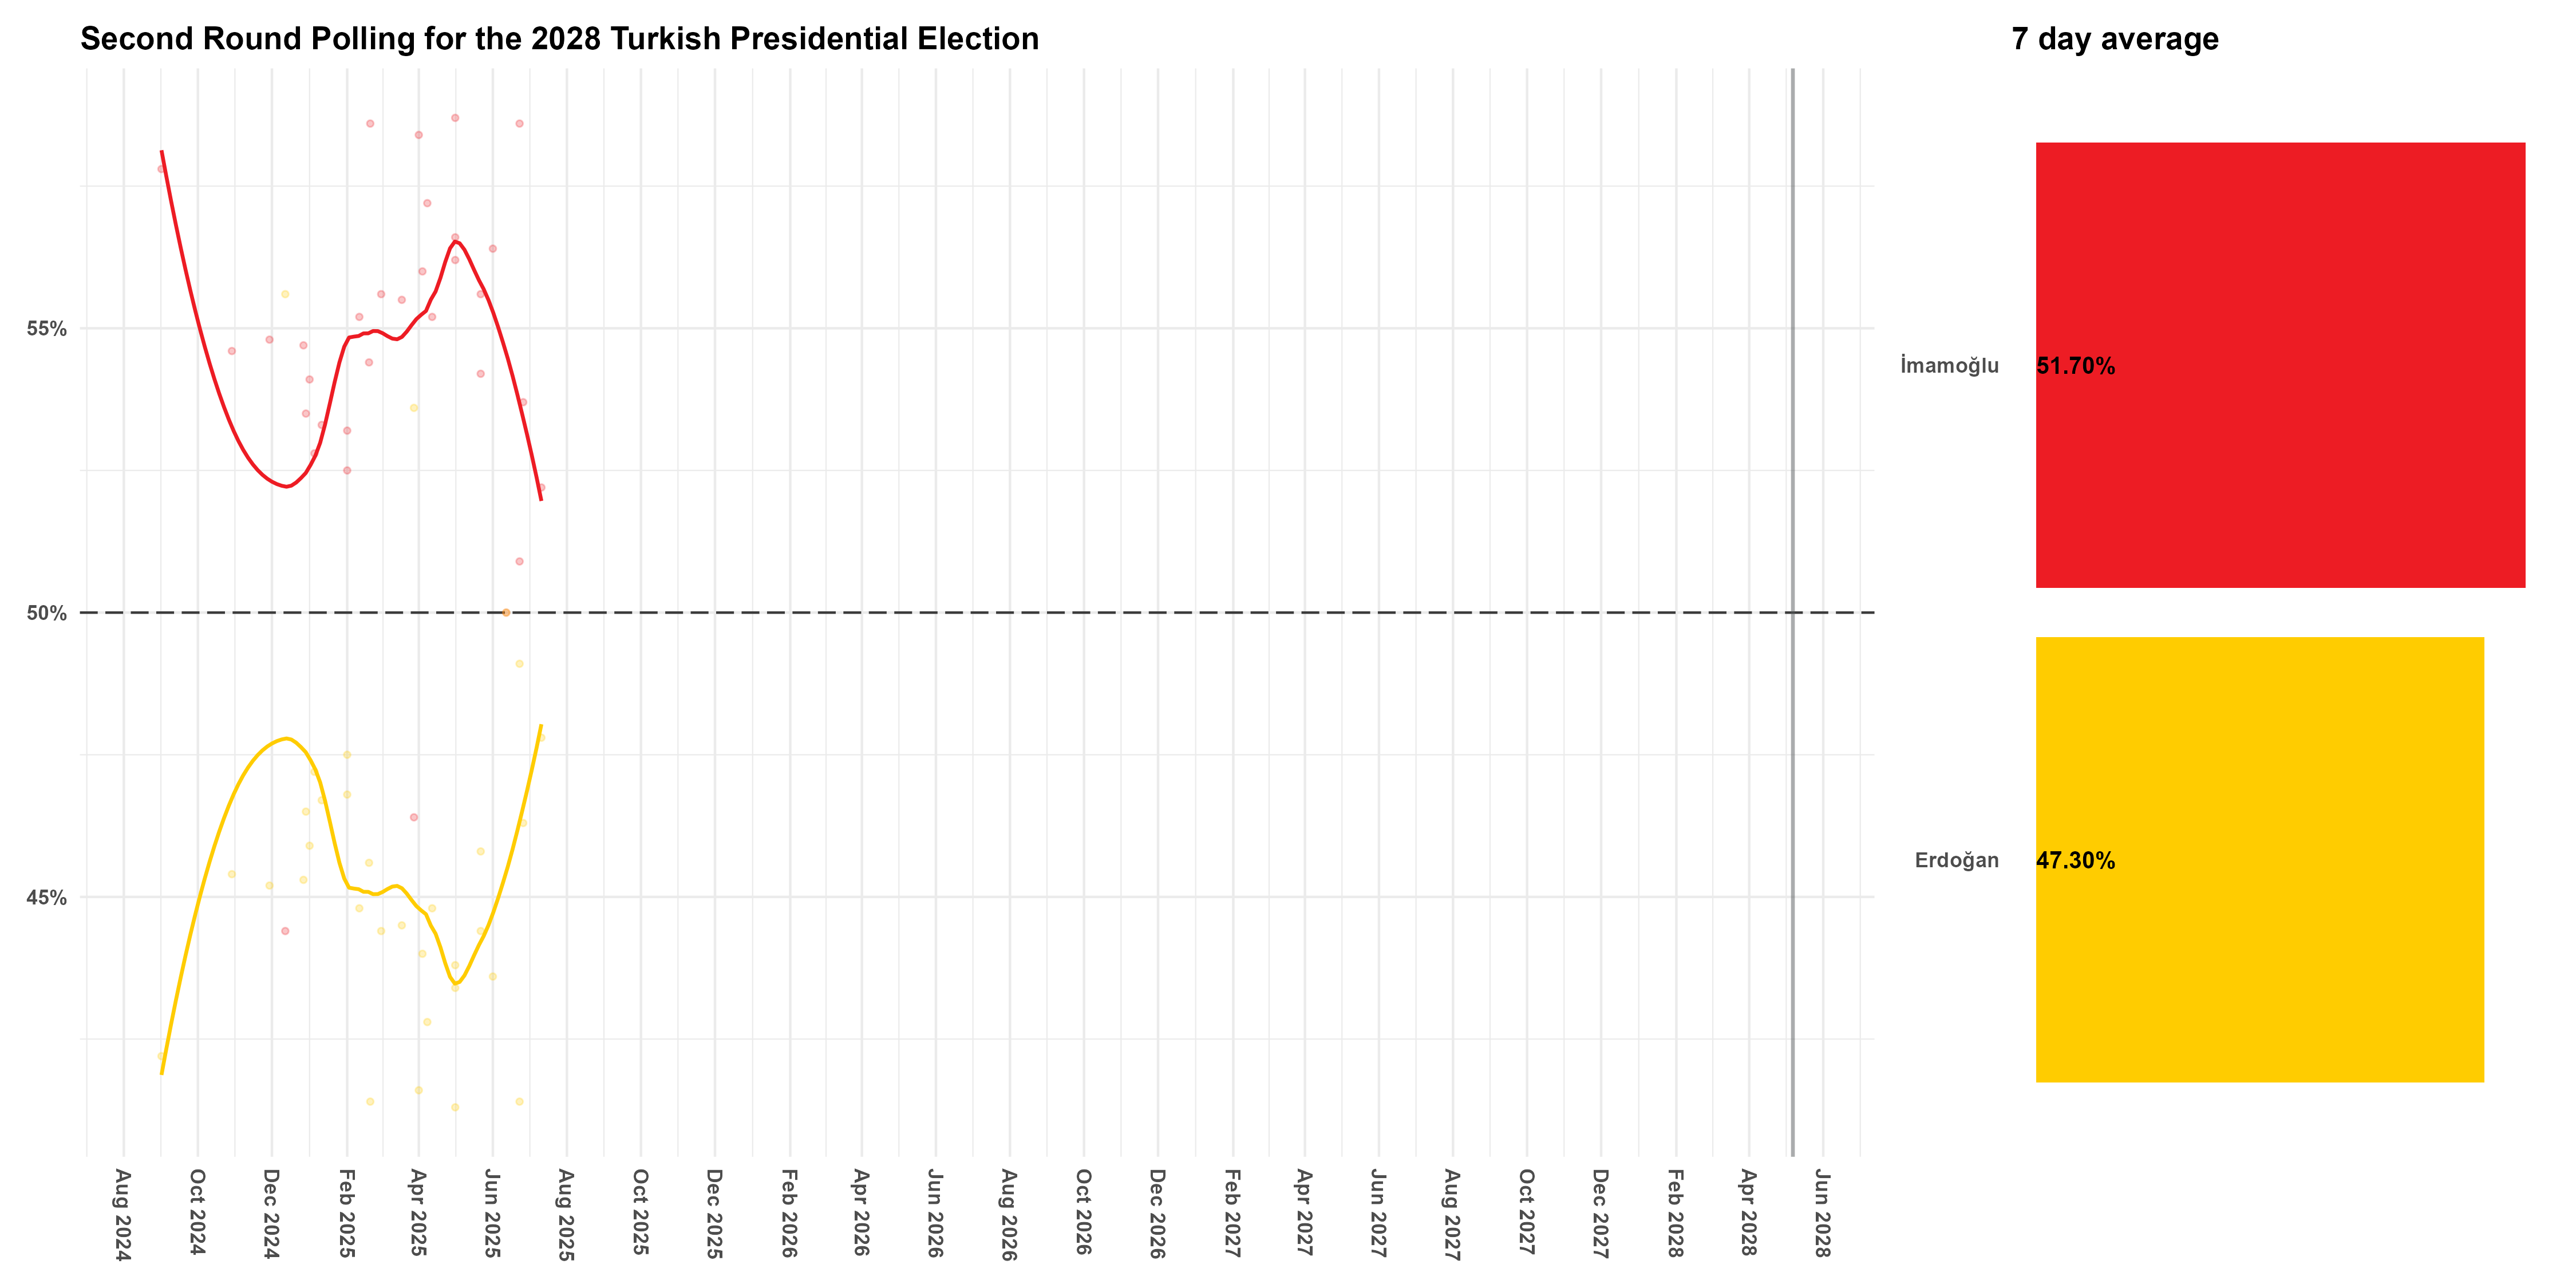 Second Round Polling for the 2028 Turkish Presidential Election
7 day average
55%
50%
45%
İmamoğlu
51.70%
Erdoğan
47.30%
Aug 2024
Oct 2024
Dec 2024
Feb 2025
Apr 2025
Jun 2025
Aug 2025
Oct 2025
Dec 2025
Feb 2026
Apr 2026
Jun 2026
Aug 2026
Oct 2026
Dec 2026
Feb 2027
Apr 2027
Jun 2027
Aug 2027
Oct 2027
Dec 2027
Feb 2028
Apr 2028
Jun 2028